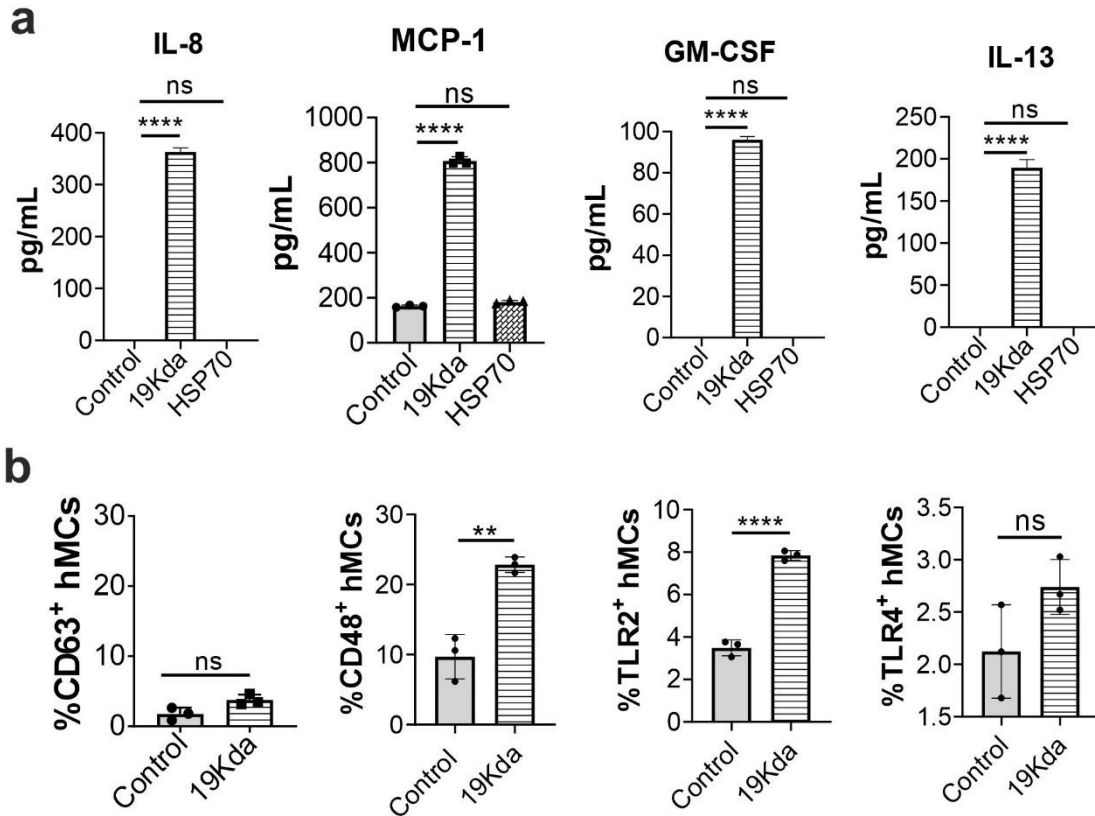 a
IL-8
MCP-1
GM-CSF
IL-13
ns
****
400
300
200
100
0
pg/mL
Control
19Kda
HSP70
ns
****
1000
800
600
400
200
0
pg/mL
Control
19Kda
HSP70
ns
****
100
80
60
40
20
0
pg/mL
Control
19Kda
HSP70
ns
****
250
200
150
100
50
0
pg/mL
Control
19Kda
HSP70
b
%CD63⁺ hMCs
30
20
10
0
ns
Control
19Kda
%CD48⁺ hMCs
30
20
10
0
**
Control
19Kda
%TLR2⁺ hMCs
10
8
6
4
2
0
****
Control
19Kda
%TLR4⁺ hMCs
3.5
3.0
2.5
2.0
1.5
ns
Control
19Kda